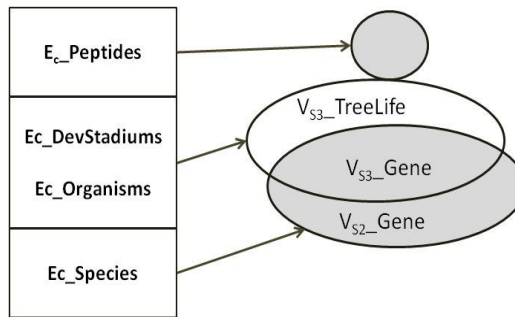 E_c_Peptides
Ec_DevStadiums
Ec_Organisms
Ec_Species
V_S3_TreeLife
V_S3_Gene
V_S2_Gene